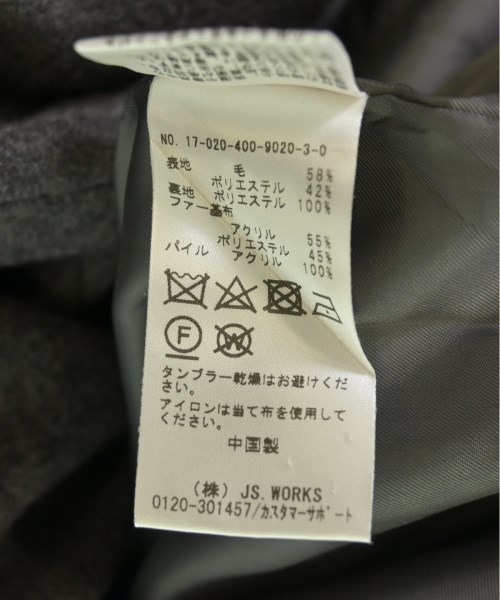 NO. 17-020-400-9020-3-0
表地 毛 58%
ポリエステル 42%
裏地 ポリエステル 100%
ファー基布
アクリル 55%
ポリエステル 45%
パイル アクリル 100%
F
W
タンブラー乾燥はお避けくだ
さい。
アイロンは当て布を使用して
ください。
中国製
(株) JS.WORKS
0120-301457/カスタマーサポート